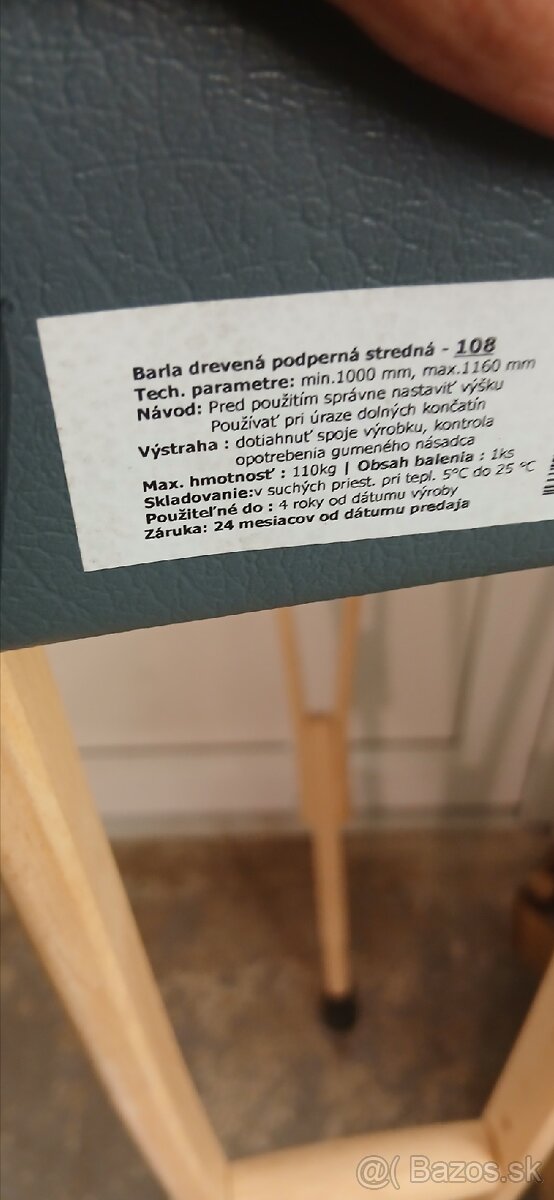 Barla drevená podperná stredná - 108
Tech. parametre: min.1000 mm, max.1160 mm
Návod: Pred použitím správne nastaviť výšku
Používať pri úraze dolných končatín
Výstraha : dotiahnuť spoje výrobku, kontrola
opotrebenia gumeného násadca
Max. hmotnosť : 110kg | Obsah balenia : 1ks
Skladovanie:v suchých priest. pri tepl. 5°C do 25 °C
Použiteľné do : 4 roky od dátumu výroby
Záruka: 24 mesiacov od dátumu predaja
@( Bazos.sk